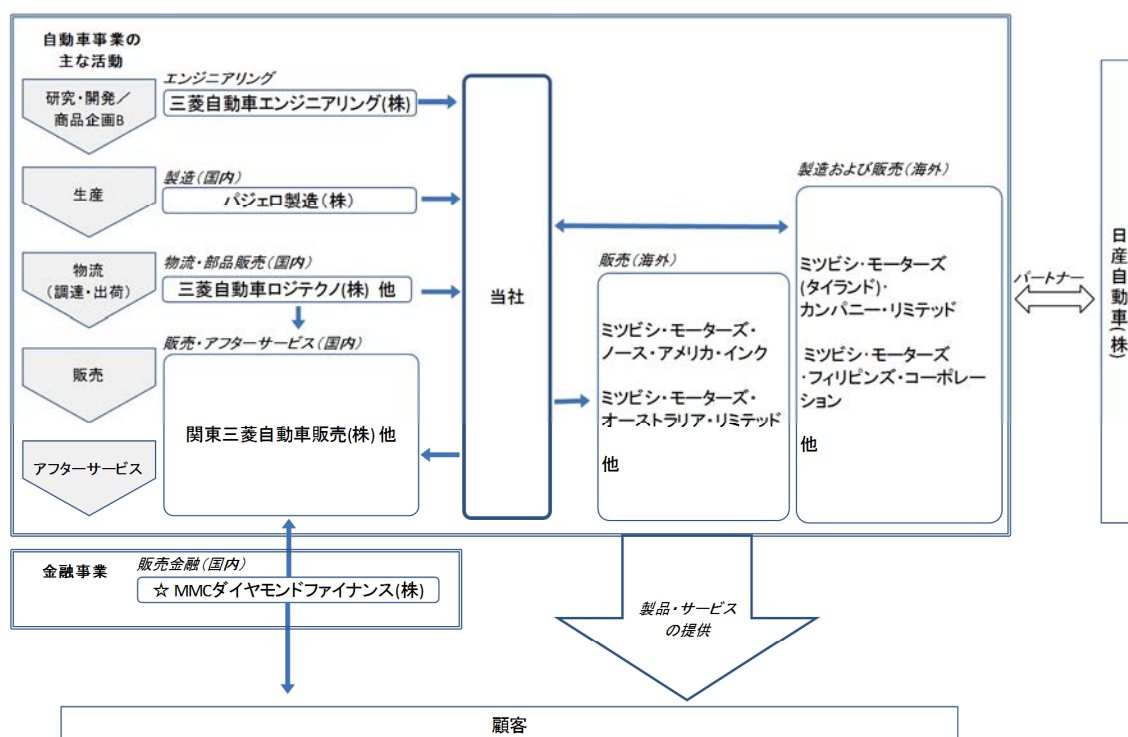 自動車事業の
主な活動
研究・開発／
商品企画B
エンジニアリング
三菱自動車エンジニアリング(株)
生産
製造(国内)
パジェロ製造(株)
物流
(調達・出荷)
物流・部品販売(国内)
三菱自動車ロジテクノ(株) 他
販売
アフターサービス
販売・アフターサービス(国内)
関東三菱自動車販売(株) 他
当社
販売(海外)
ミツビシ・モーターズ・
ノース・アメリカ・インク
ミツビシ・モーターズ・
オーストラリア・リミテッド
他
製造および販売(海外)
ミツビシ・モーターズ
(タイランド)・
カンパニー・リミテッド
ミツビシ・モーターズ
・フィリピンズ・コーポレー
ション
他
パートナー
日産自動車(株)
金融事業
販売金融(国内)
☆ MMCダイヤモンドファイナンス(株)
製品・サービス
の提供
顧客